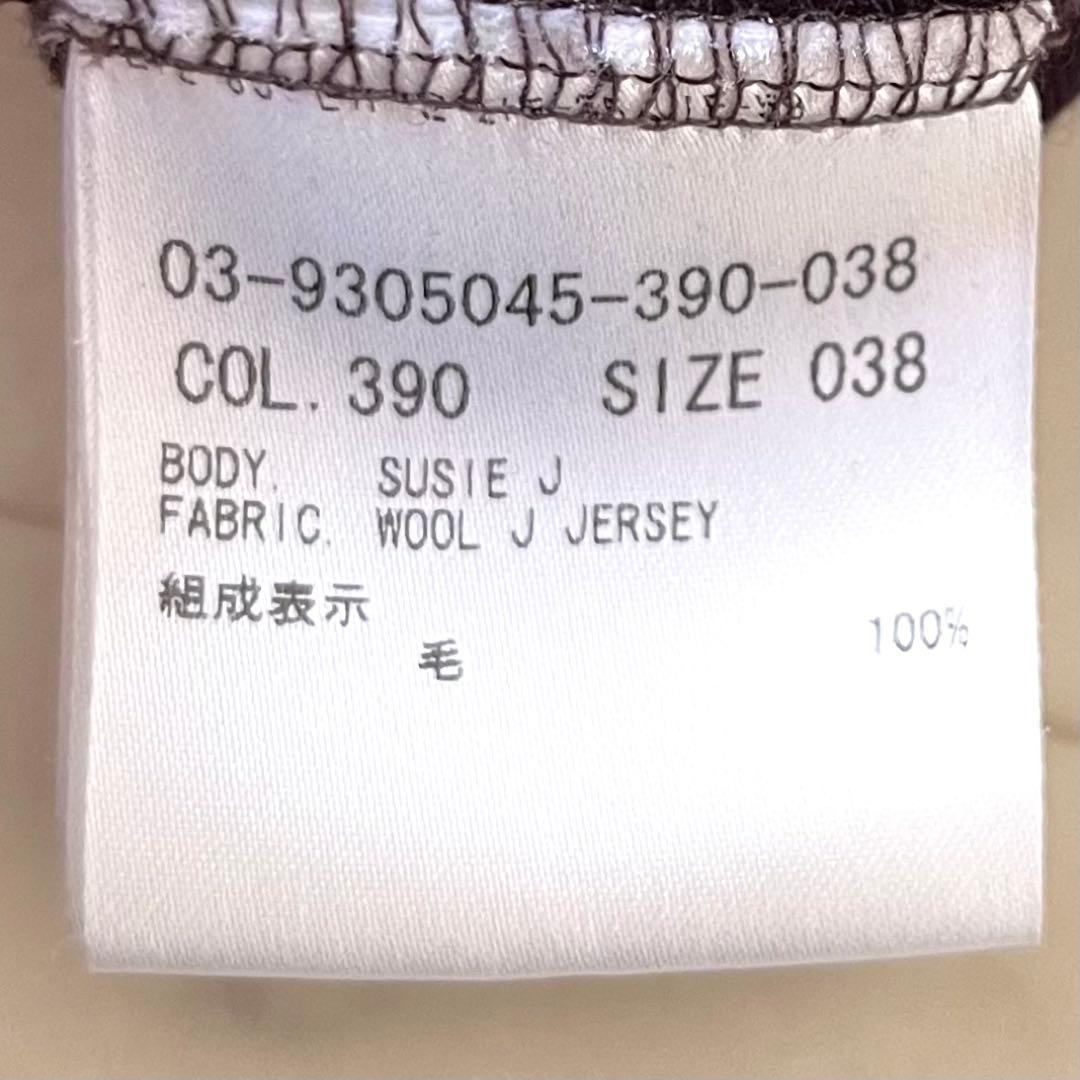 03-9305045-390-038
COL. 390 SIZE 038
BODY. SUSIE J
FABRIC. WOOL J JERSEY
組成表示
毛 100%